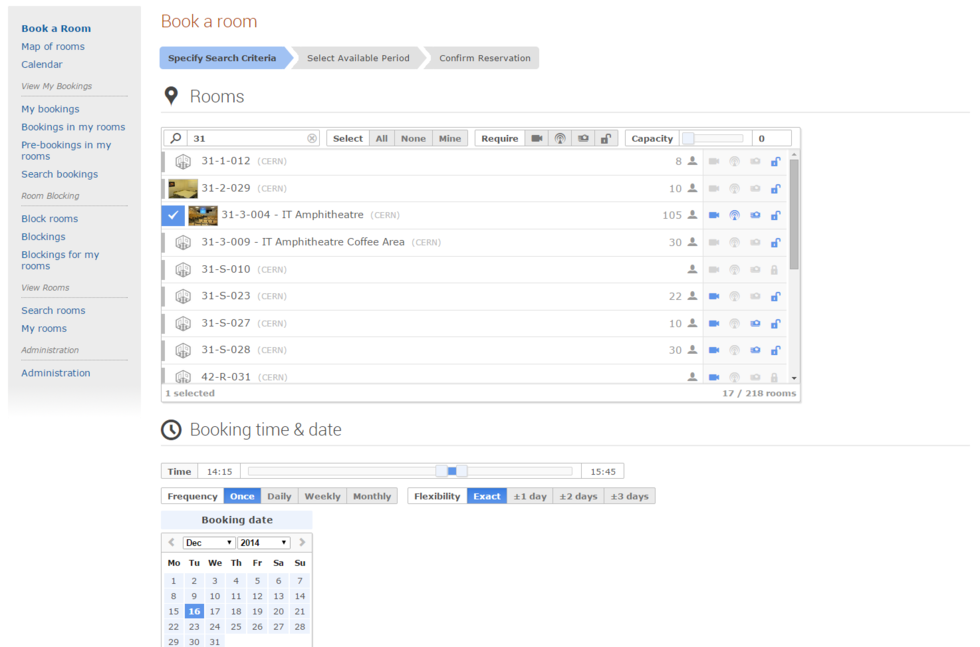 Book a Room
Map of rooms
Calendar
View My Bookings
My bookings
Bookings in my rooms
Pre-bookings in my
rooms
Search bookings
Room Blocking
Block rooms
Blockings
Blockings for my
rooms
View Rooms
Search rooms
My rooms
Administration
Administration
Book a room
Specify Search Criteria Select Available Period Confirm Reservation
Rooms
31 Select All None Mine Require Capacity 0
31-1-012 (CERN) 8
31-2-029 (CERN) 10
31-3-004 - IT Amphitheatre (CERN) 105
31-3-009 - IT Amphitheatre Coffee Area (CERN) 30
31-S-010 (CERN)
31-S-023 (CERN) 22
31-S-027 (CERN) 10
31-S-028 (CERN) 30
42-R-031 (CERN)
1 selected 17 / 218 rooms
Booking time & date
Time 14:15 15:45
Frequency Once Daily Weekly Monthly Flexibility Exact ±1 day ±2 days ±3 days
Booking date
Dec 2014
Mo Tu We Th Fr Sa Su
1 2 3 4 5 6 7
8 9 10 11 12 13 14
15 16 17 18 19 20 21
22 23 24 25 26 27 28
29 30 31